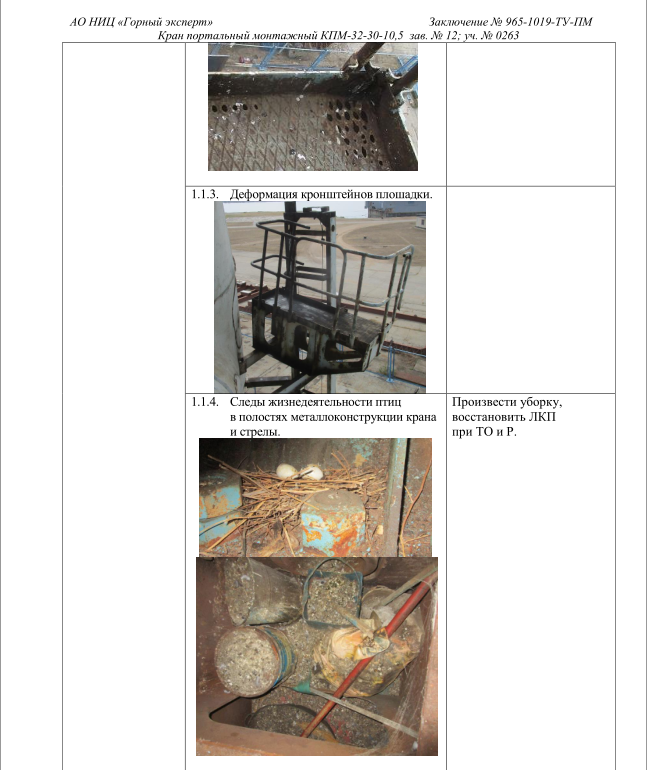 АО НИЦ «Горный эксперт» Заключение № 965-1019-ТУ-ПМ
Кран портальный монтажный КПМ-32-30-10,5 зав. № 12; уч. № 0263
1.1.3. Деформация кронштейнов плошадки.
1.1.4. Следы жизнедеятельности птиц
в полостях металлоконструкции крана
и стрелы.
Произвести уборку,
восстановить ЛКП
при ТО и Р.